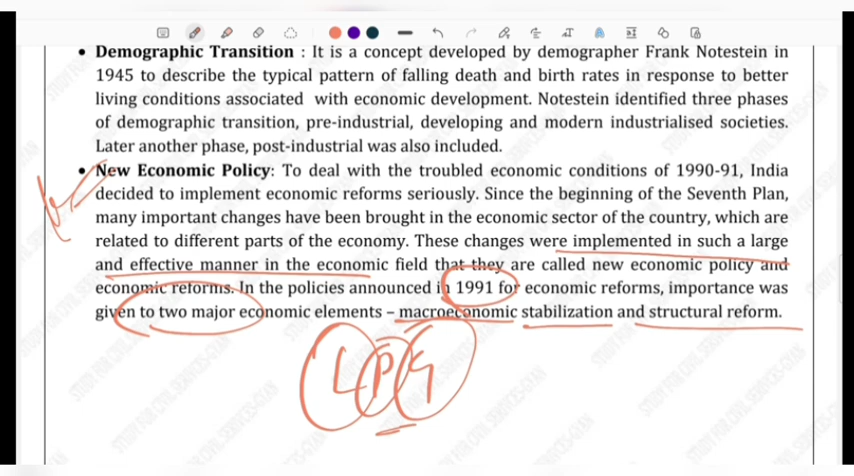 • Demographic Transition : It is a concept developed by demographer Frank Notestein in
1945 to describe the typical pattern of falling death and birth rates in response to better
living conditions associated with economic development. Notestein identified three phases
of demographic transition, pre-industrial, developing and modern industrialised societies.
Later another phase, post-industrial was also included.
• New Economic Policy: To deal with the troubled economic conditions of 1990-91, India
decided to implement economic reforms seriously. Since the beginning of the Seventh Plan,
many important changes have been brought in the economic sector of the country, which are
related to different parts of the economy. These changes were implemented in such a large
and effective manner in the economic field that they are called new economic policy and
economic reforms. In the policies announced in 1991 for economic reforms, importance was
given to two major economic elements – macroeconomic stabilization and structural reform.
L P G